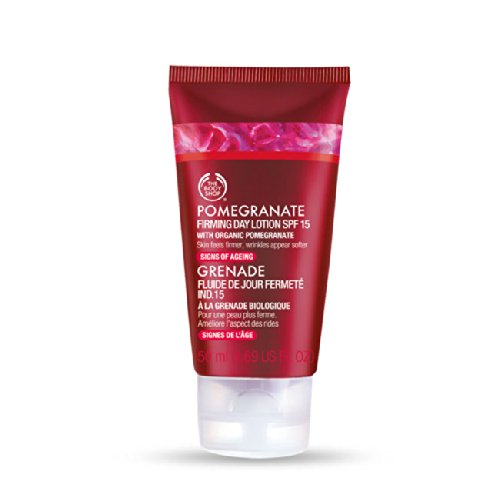 THE
BODY
SHOP
POMEGRANATE
FIRMING DAY LOTION SPF 15
WITH ORGANIC POMEGRANATE
Skin feels firmer, wrinkles appear softer
SIGNS OF AGEING
GRENADE
FLUIDE DE JOUR FERMETÉ
IND.15
À LA GRENADE BIOLOGIQUE
Pour une peau plus ferme.
Améliore l'aspect des rides
SIGNES DE L'ÂGE
ml US